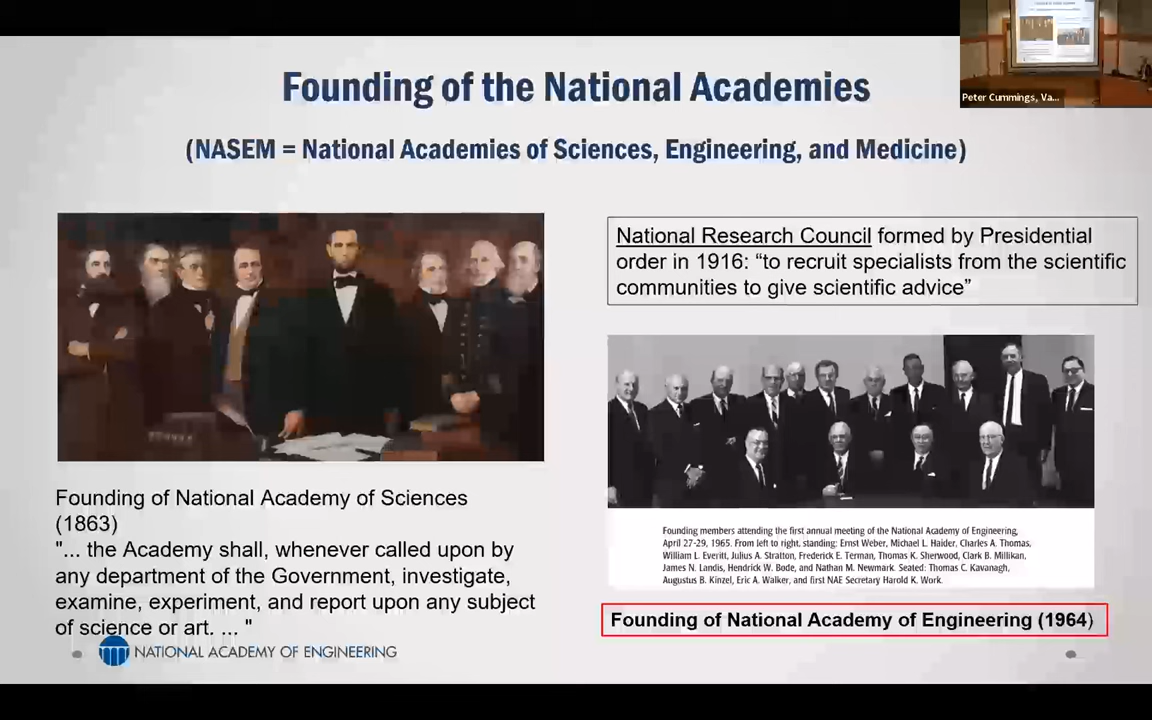 Founding of the National Academies
Peter Cummings, Va...
(NASEM = National Academies of Sciences, Engineering, and Medicine)
National Research Council formed by Presidential
order in 1916: “to recruit specialists from the scientific
communities to give scientific advice”
Founding of National Academy of Sciences
(1863)
"... the Academy shall, whenever called upon by
any department of the Government, investigate,
examine, experiment, and report upon any subject
of science or art. ... "
Founding members attending the first annual meeting of the National Academy of Engineering,
April 27-29, 1965. From left to right, standing: Ernst Weber, Michael L. Haider, Charles A. Thomas,
William L. Everitt, Julius A. Stratton, Frederick E. Terman, Thomas K. Sherwood, Clark B. Millikan,
James N. Landis, Hendrick W. Bode, and Nathan M. Newmark. Seated: Thomas C. Kavanagh,
Augustus B. Kinzel, Eric A. Walker, and first NAE Secretary Harold K. Work.
Founding of National Academy of Engineering (1964)
NATIONAL ACADEMY OF ENGINEERING